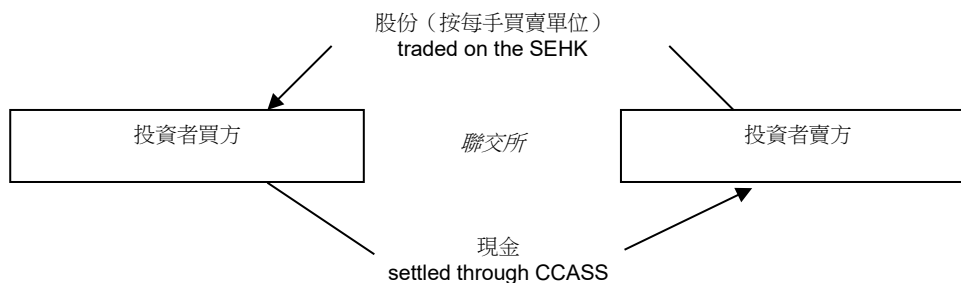 股份（按每手買賣單位）
traded on the SEHK
投資者買方
聯交所
投資者賣方
現金
settled through CCASS